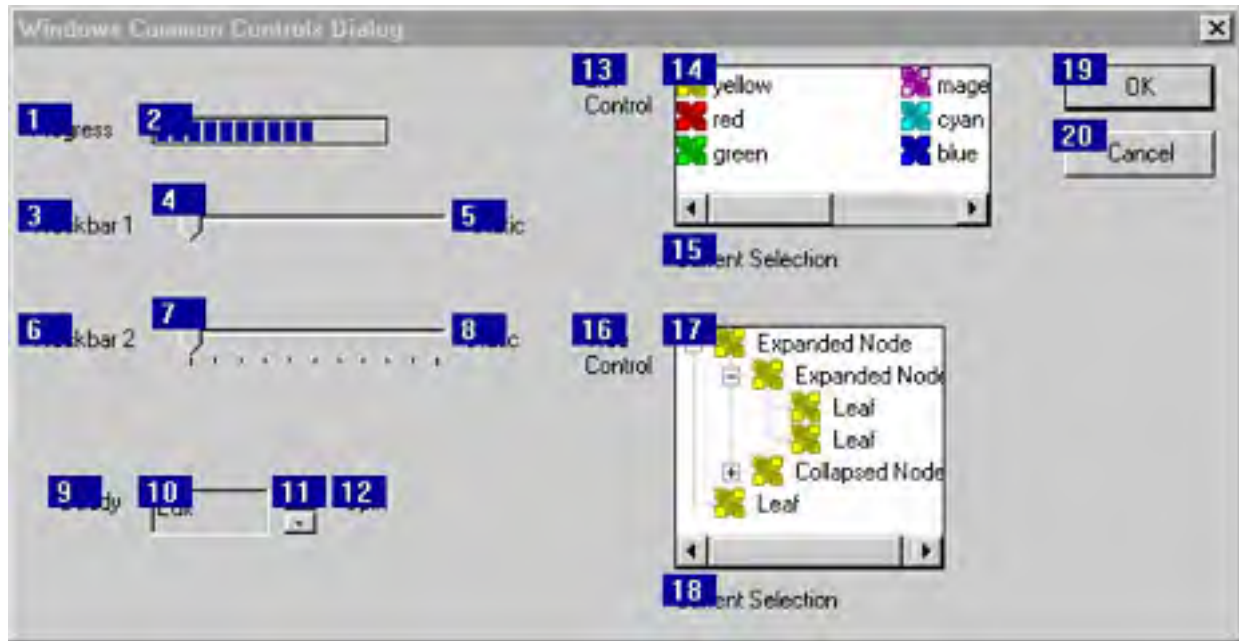 Windows Common Controls Dialog
1 gress
2
3 kbar 1
4
5 ic
6 kbar 2
7
8 c
9 dy
10
11
12
13
Control
14 yellow
red
green
mage
cyan
blue
15 ent Selection
16
Control
17 Expanded Node
Expanded Node
Leaf
Leaf
Collapsed Node
Leaf
18 ent Selection
19 OK
20 Cancel